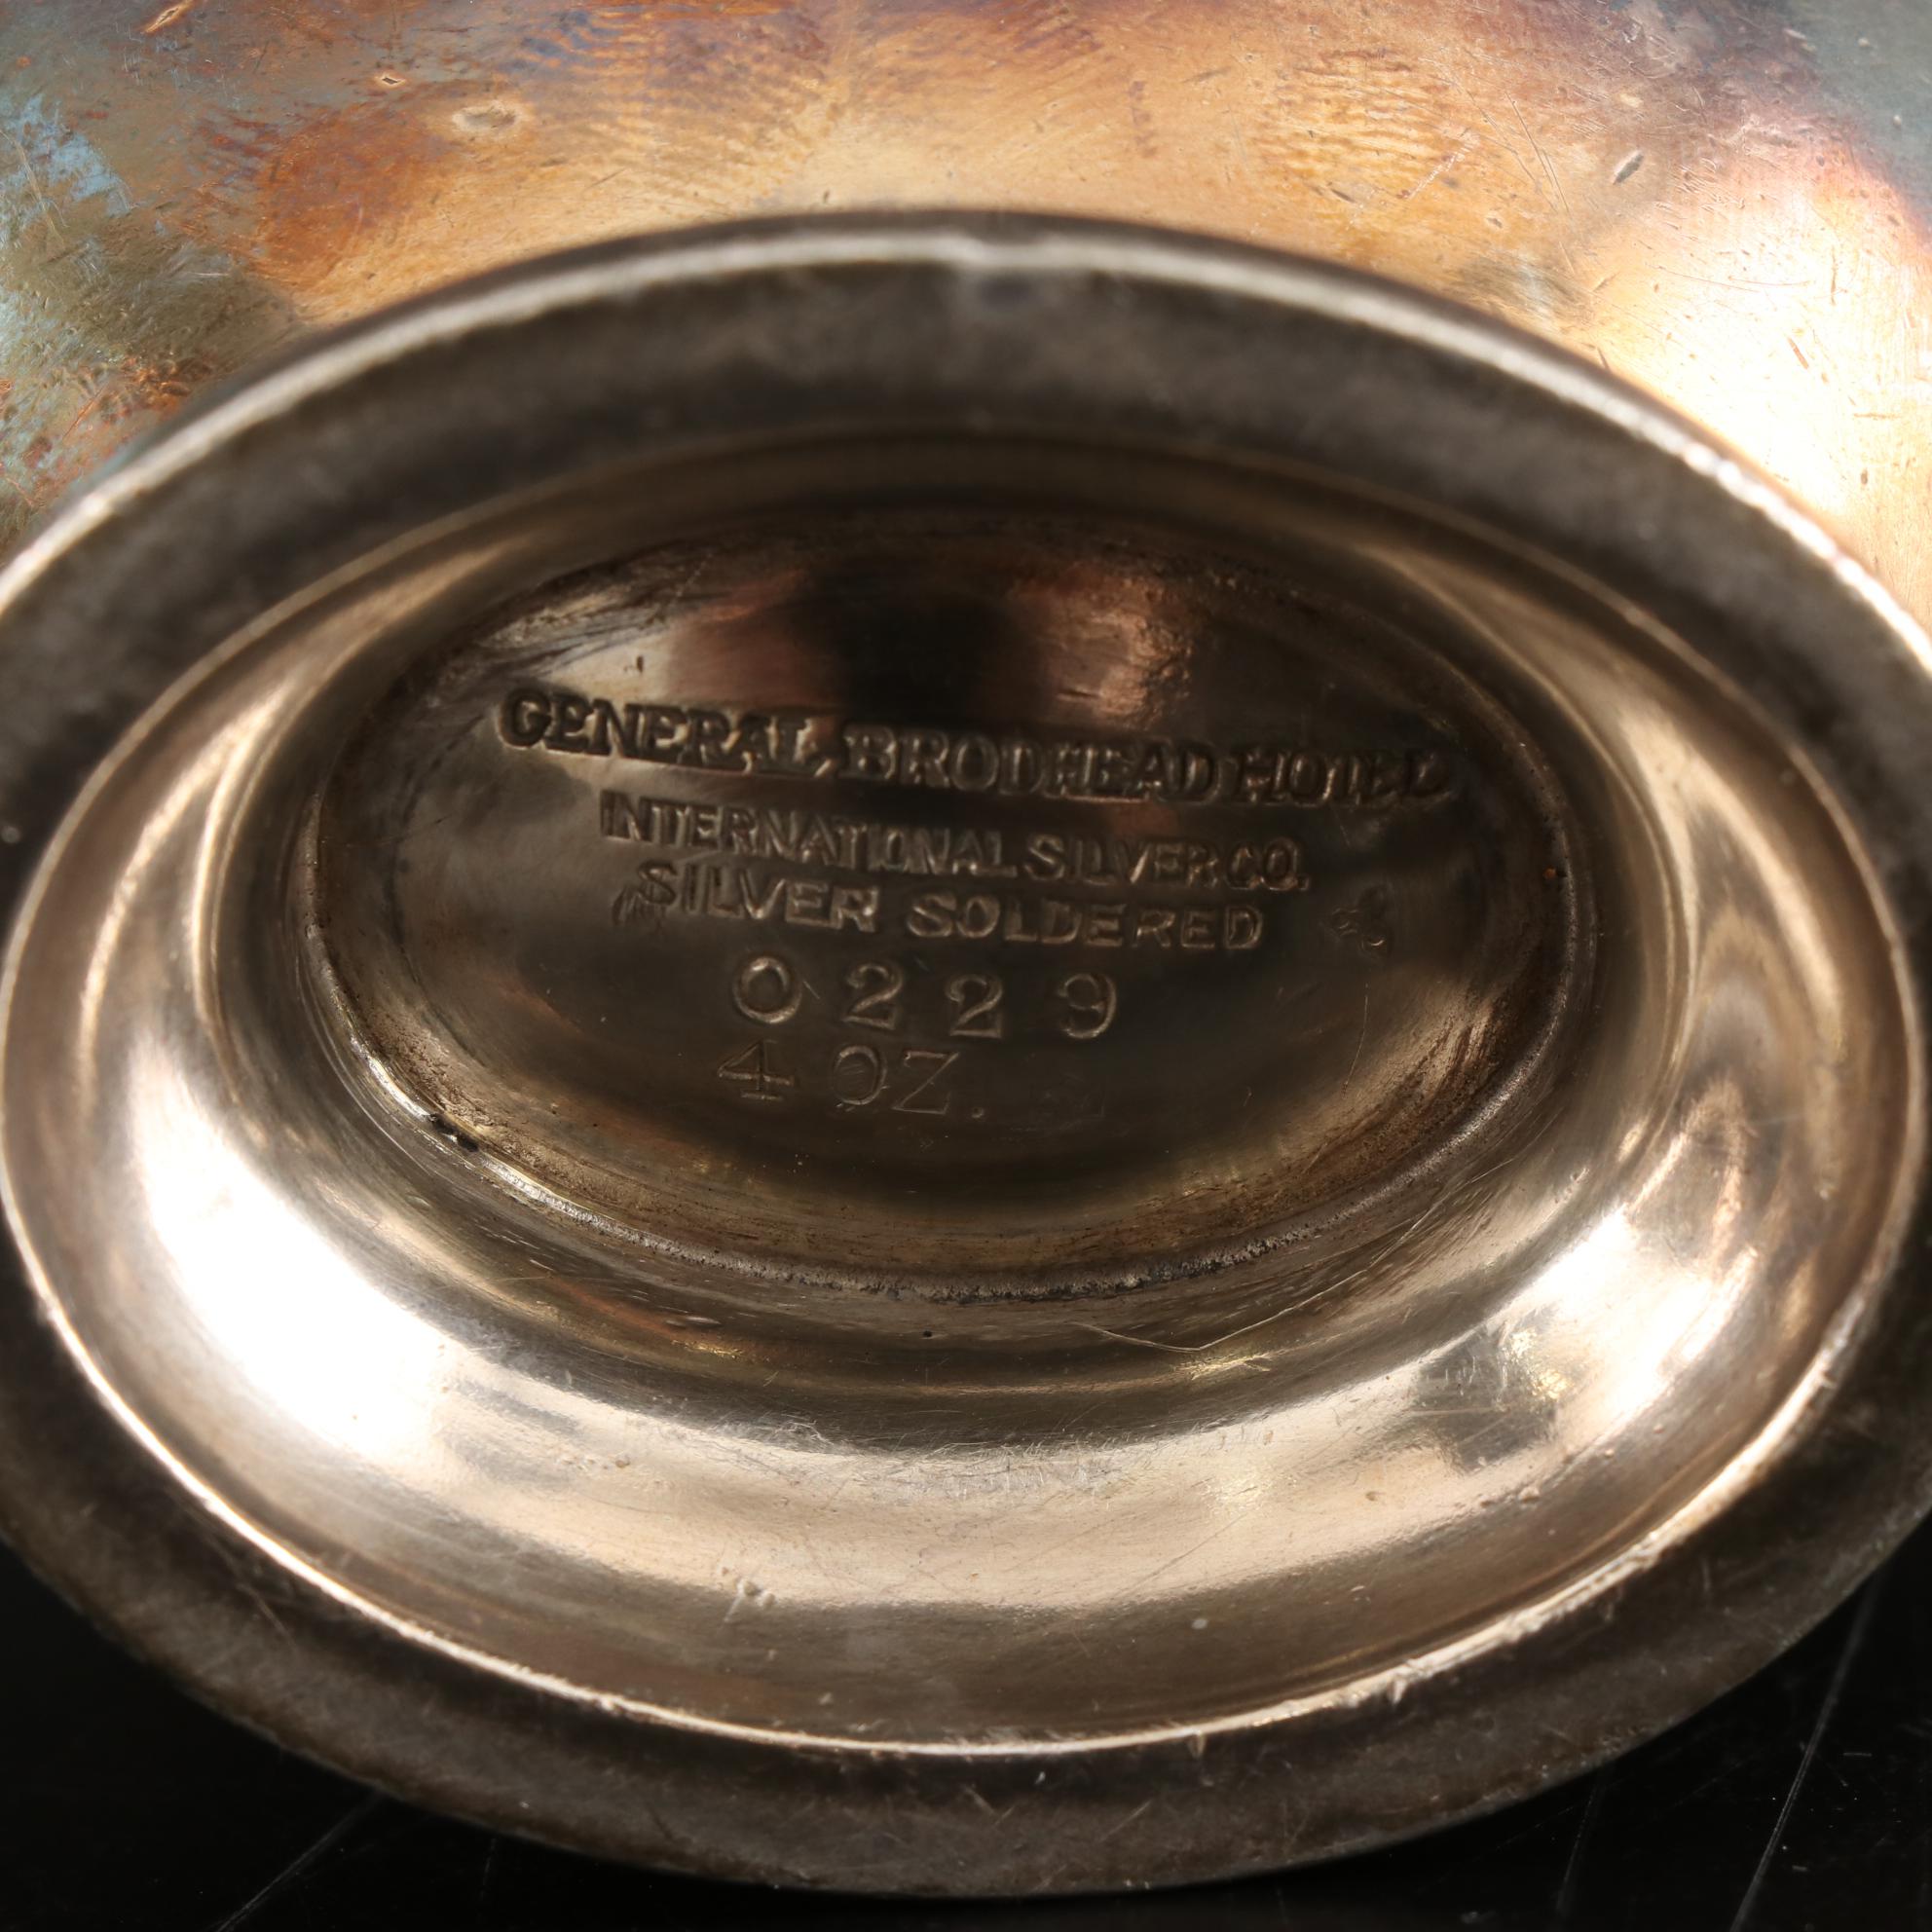 GENERAL BRODHEAD HOTEL
INTERNATIONAL SILVER CO.
SILVER SOLDERED
0229
4 OZ.